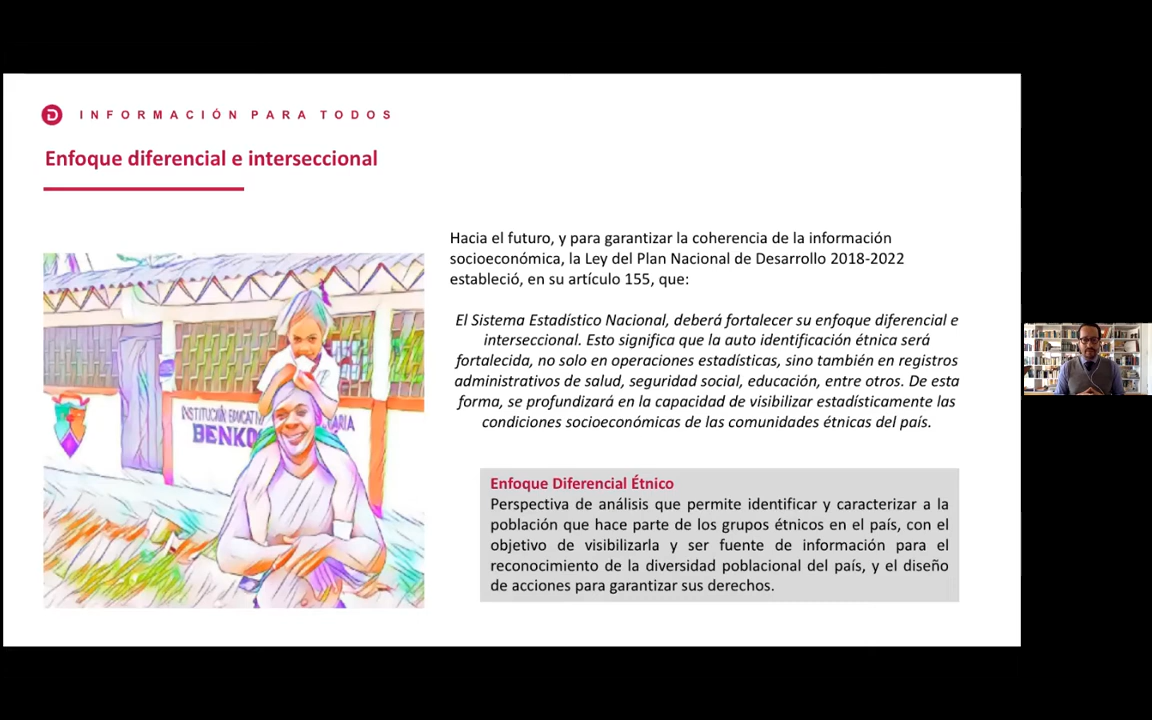 INFORMACIÓN PARA TODOS
Enfoque diferencial e interseccional
Hacia el futuro, y para garantizar la coherencia de la información
socioeconómica, la Ley del Plan Nacional de Desarrollo 2018-2022
estableció, en su artículo 155, que:
El Sistema Estadístico Nacional, deberá fortalecer su enfoque diferencial e
interseccional. Esto significa que la auto identificación étnica será
fortalecida, no solo en operaciones estadísticas, sino también en registros
administrativos de salud, seguridad social, educación, entre otros. De esta
forma, se profundizará en la capacidad de visibilizar estadísticamente las
condiciones socioeconómicas de las comunidades étnicas del país.
INSTITUCIÓN
BENKO
Enfoque Diferencial Étnico
Perspectiva de análisis que permite identificar y caracterizar a la
población que hace parte de los grupos étnicos en el país, con el
objetivo de visibilizarla y ser fuente de información para el
reconocimiento de la diversidad poblacional del país, y el diseño
de acciones para garantizar sus derechos.